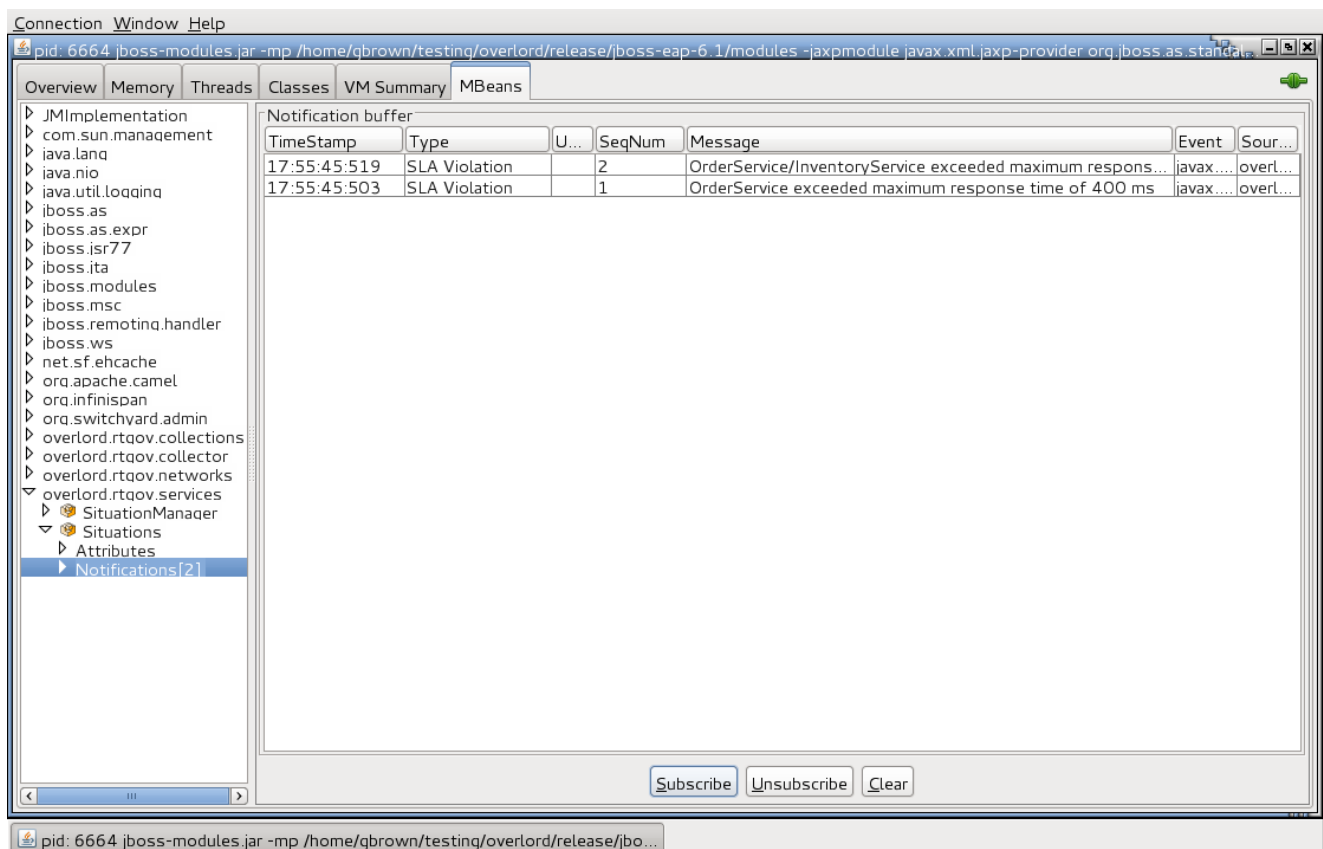 Connection Window Help
pid: 6664 jboss-modules.jar -mp /home/gbrown/testing/overlord/release/jboss-eap-6.1/modules -jaxpmodule javax.xml.jaxp-provider org.jboss.as.standal...
Overview Memory Threads Classes VM Summary MBeans
JMImplementation
com.sun.management
java.lang
java.nio
java.util.logging
jboss.as
jboss.as.expr
jboss.jsr77
jboss.jta
jboss.modules
jboss.msc
jboss.remoting.handler
jboss.ws
net.sf.ehcache
org.apache.camel
org.infinispan
org.switchyard.admin
overlord.rtgov.collections
overlord.rtgov.collector
overlord.rtgov.networks
overlord.rtgov.services
SituationManager
Situations
Attributes
Notifications[2]
Notification buffer
TimeStamp Type U... SeqNum Message Event Sour...
17:55:45:519 SLA Violation 2 OrderService/InventoryService exceeded maximum respons... javax.... overl...
17:55:45:503 SLA Violation 1 OrderService exceeded maximum response time of 400 ms javax.... overl...
Subscribe Unsubscribe Clear
pid: 6664 jboss-modules.jar -mp /home/gbrown/testing/overlord/release/jbo...